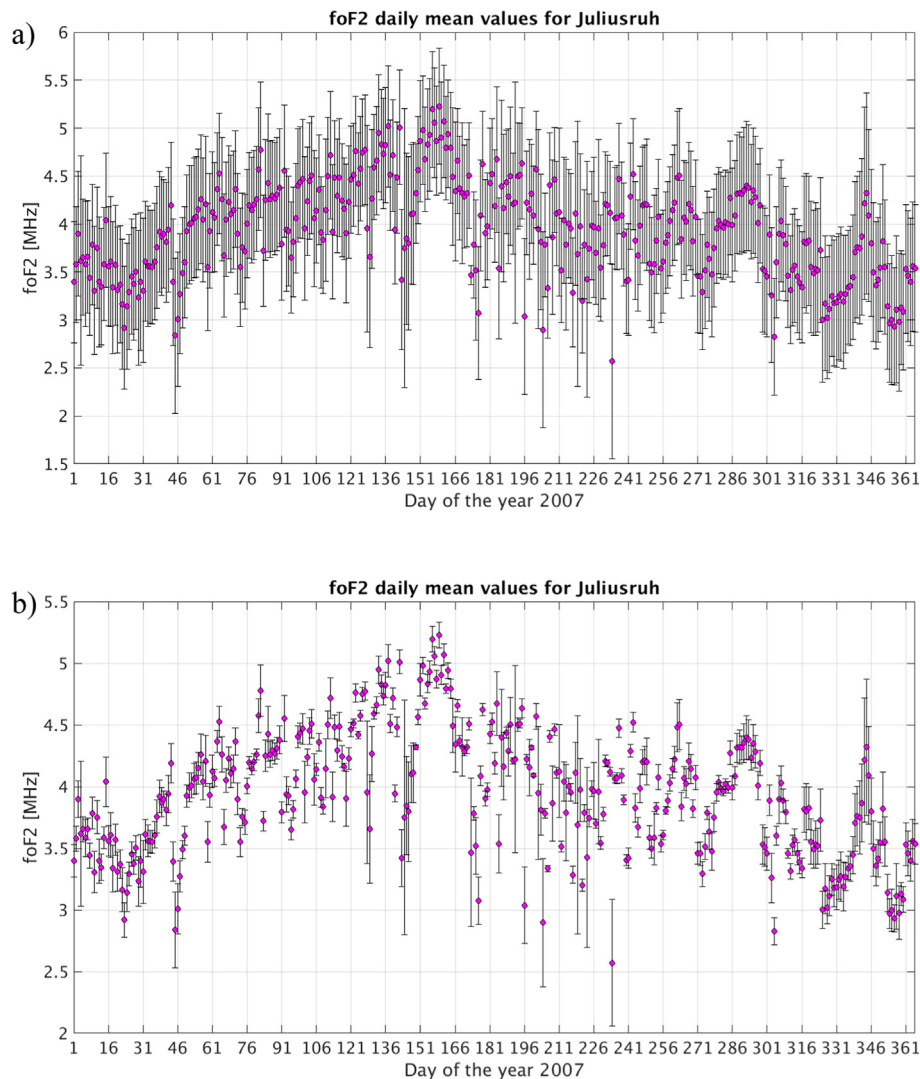 a)
foF2 daily mean values for Juliusruh
6
5.5
5
4.5
4
3.5
3
2.5
2
1.5
foF2 [MHz]
1 16 31 46 61 76 91 106 121 136 151 166 181 196 211 226 241 256 271 286 301 316 331 346 361
Day of the year 2007
b)
foF2 daily mean values for Juliusruh
5.5
5
4.5
4
3.5
3
2.5
2
foF2 [MHz]
1 16 31 46 61 76 91 106 121 136 151 166 181 196 211 226 241 256 271 286 301 316 331 346 361
Day of the year 2007